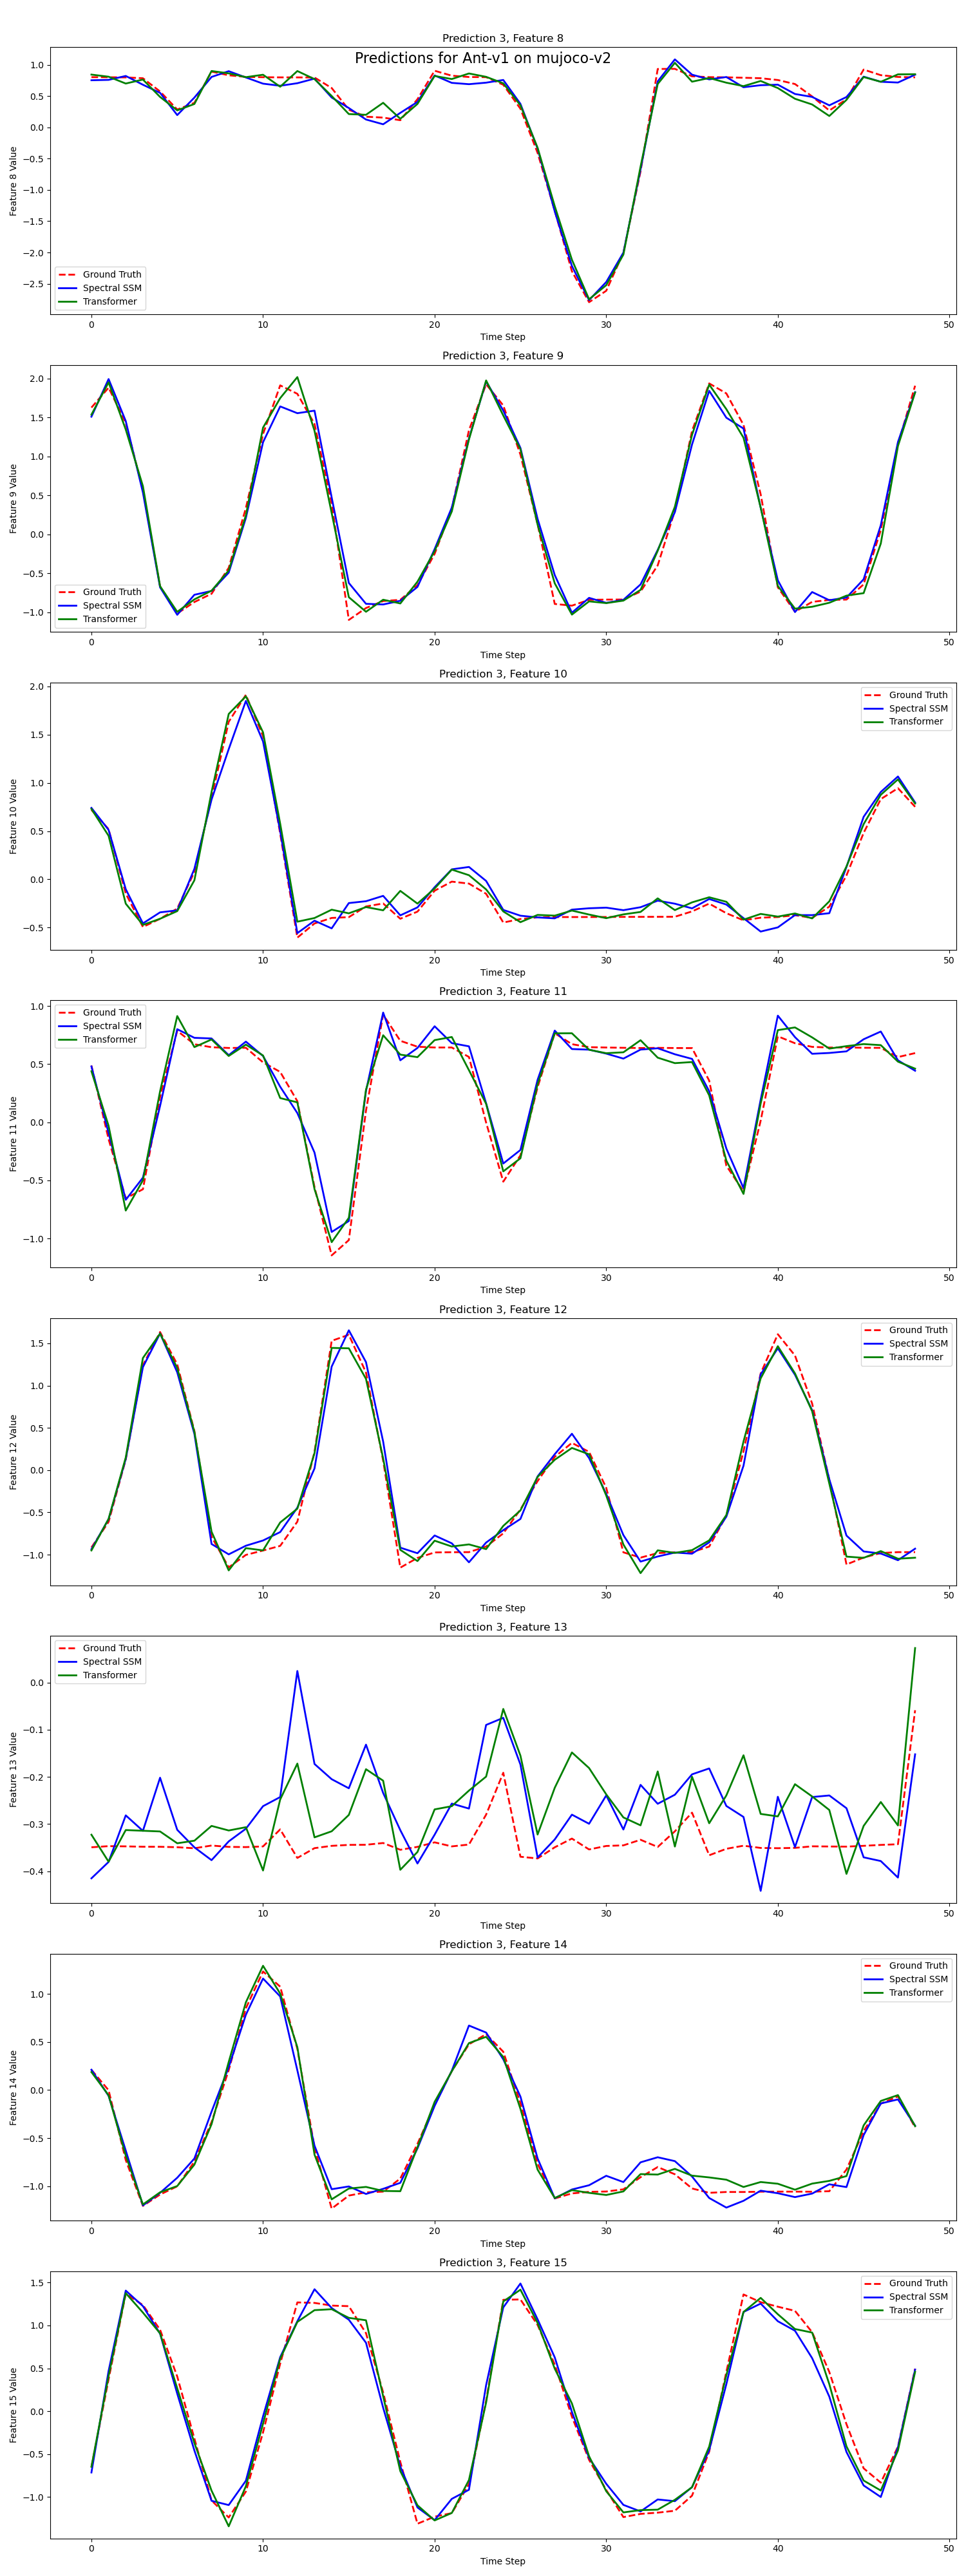 Prediction 3, Feature 8
Predictions for Ant-v1 on mujoco-v2
Feature 8 Value
1.0
0.5
0.0
−0.5
−1.0
−1.5
−2.0
−2.5
Ground Truth
Spectral SSM
Transformer
0 10 20 30 40 50
Time Step
Prediction 3, Feature 9
Feature 9 Value
2.0
1.5
1.0
0.5
0.0
−0.5
−1.0
Ground Truth
Spectral SSM
Transformer
0 10 20 30 40 50
Time Step
Prediction 3, Feature 10
Feature 10 Value
2.0
1.5
1.0
0.5
0.0
−0.5
Ground Truth
Spectral SSM
Transformer
0 10 20 30 40 50
Time Step
Prediction 3, Feature 11
Feature 11 Value
1.0
0.5
0.0
−0.5
−1.0
Ground Truth
Spectral SSM
Transformer
0 10 20 30 40 50
Time Step
Prediction 3, Feature 12
Feature 12 Value
1.5
1.0
0.5
0.0
−0.5
−1.0
Ground Truth
Spectral SSM
Transformer
0 10 20 30 40 50
Time Step
Prediction 3, Feature 13
Feature 13 Value
0.0
−0.1
−0.2
−0.3
−0.4
Ground Truth
Spectral SSM
Transformer
0 10 20 30 40 50
Time Step
Prediction 3, Feature 14
Feature 14 Value
1.0
0.5
0.0
−0.5
−1.0
Ground Truth
Spectral SSM
Transformer
0 10 20 30 40 50
Time Step
Prediction 3, Feature 15
Feature 15 Value
1.5
1.0
0.5
0.0
−0.5
−1.0
Ground Truth
Spectral SSM
Transformer
0 10 20 30 40 50
Time Step